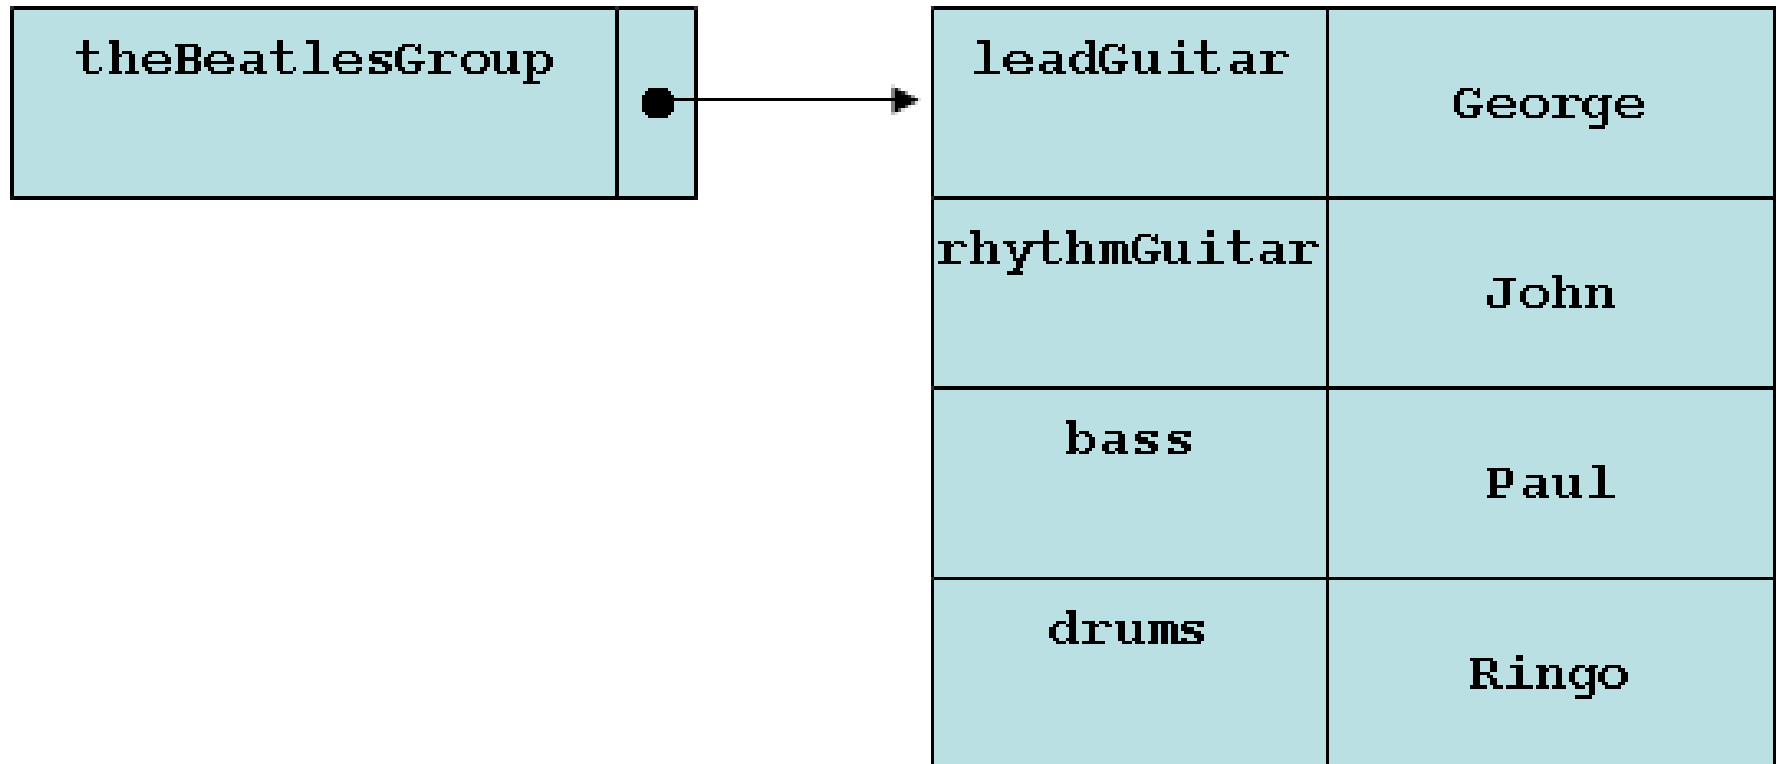 theBeatlesGroup
leadGuitar
George
rhythmGuitar
John
bass
Paul
drums
Ringo